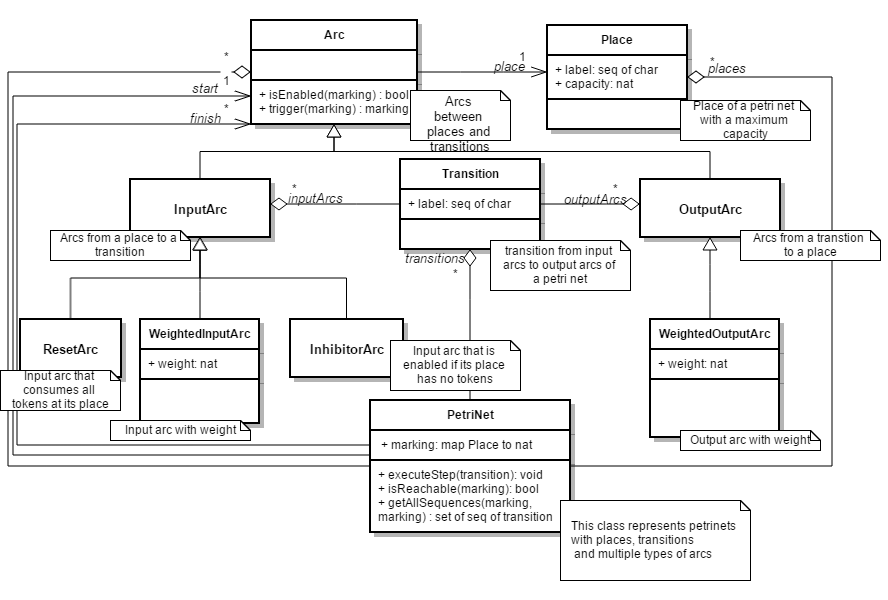 Arc
+ isEnabled(marking) : bool
+ trigger(marking) : marking
Arcs
between
places and
transitions
*
start
1
finish
*
1
place
Place
+ label: seq of char
+ capacity: nat
*
places
Place of a petri net
with a maximum
capacity
InputArc
Arcs from a place to a
transition
*
inputArcs
Transition
+ label: seq of char
*
outputArcs
OutputArc
Arcs from a transtion
to a place
transitions
*
transition from input
arcs to output arcs of
a petri net
ResetArc
Input arc that
consumes all
tokens at its place
WeightedInputArc
+ weight: nat
Input arc with weight
InhibitorArc
Input arc that is
enabled if its place
has no tokens
WeightedOutputArc
+ weight: nat
Output arc with weight
PetriNet
+ marking: map Place to nat
+ executeStep(transition): void
+ isReachable(marking): bool
+ getAllSequences(marking,
marking) : set of seq of transition
This class represents petrinets
with places, transitions
and multiple types of arcs